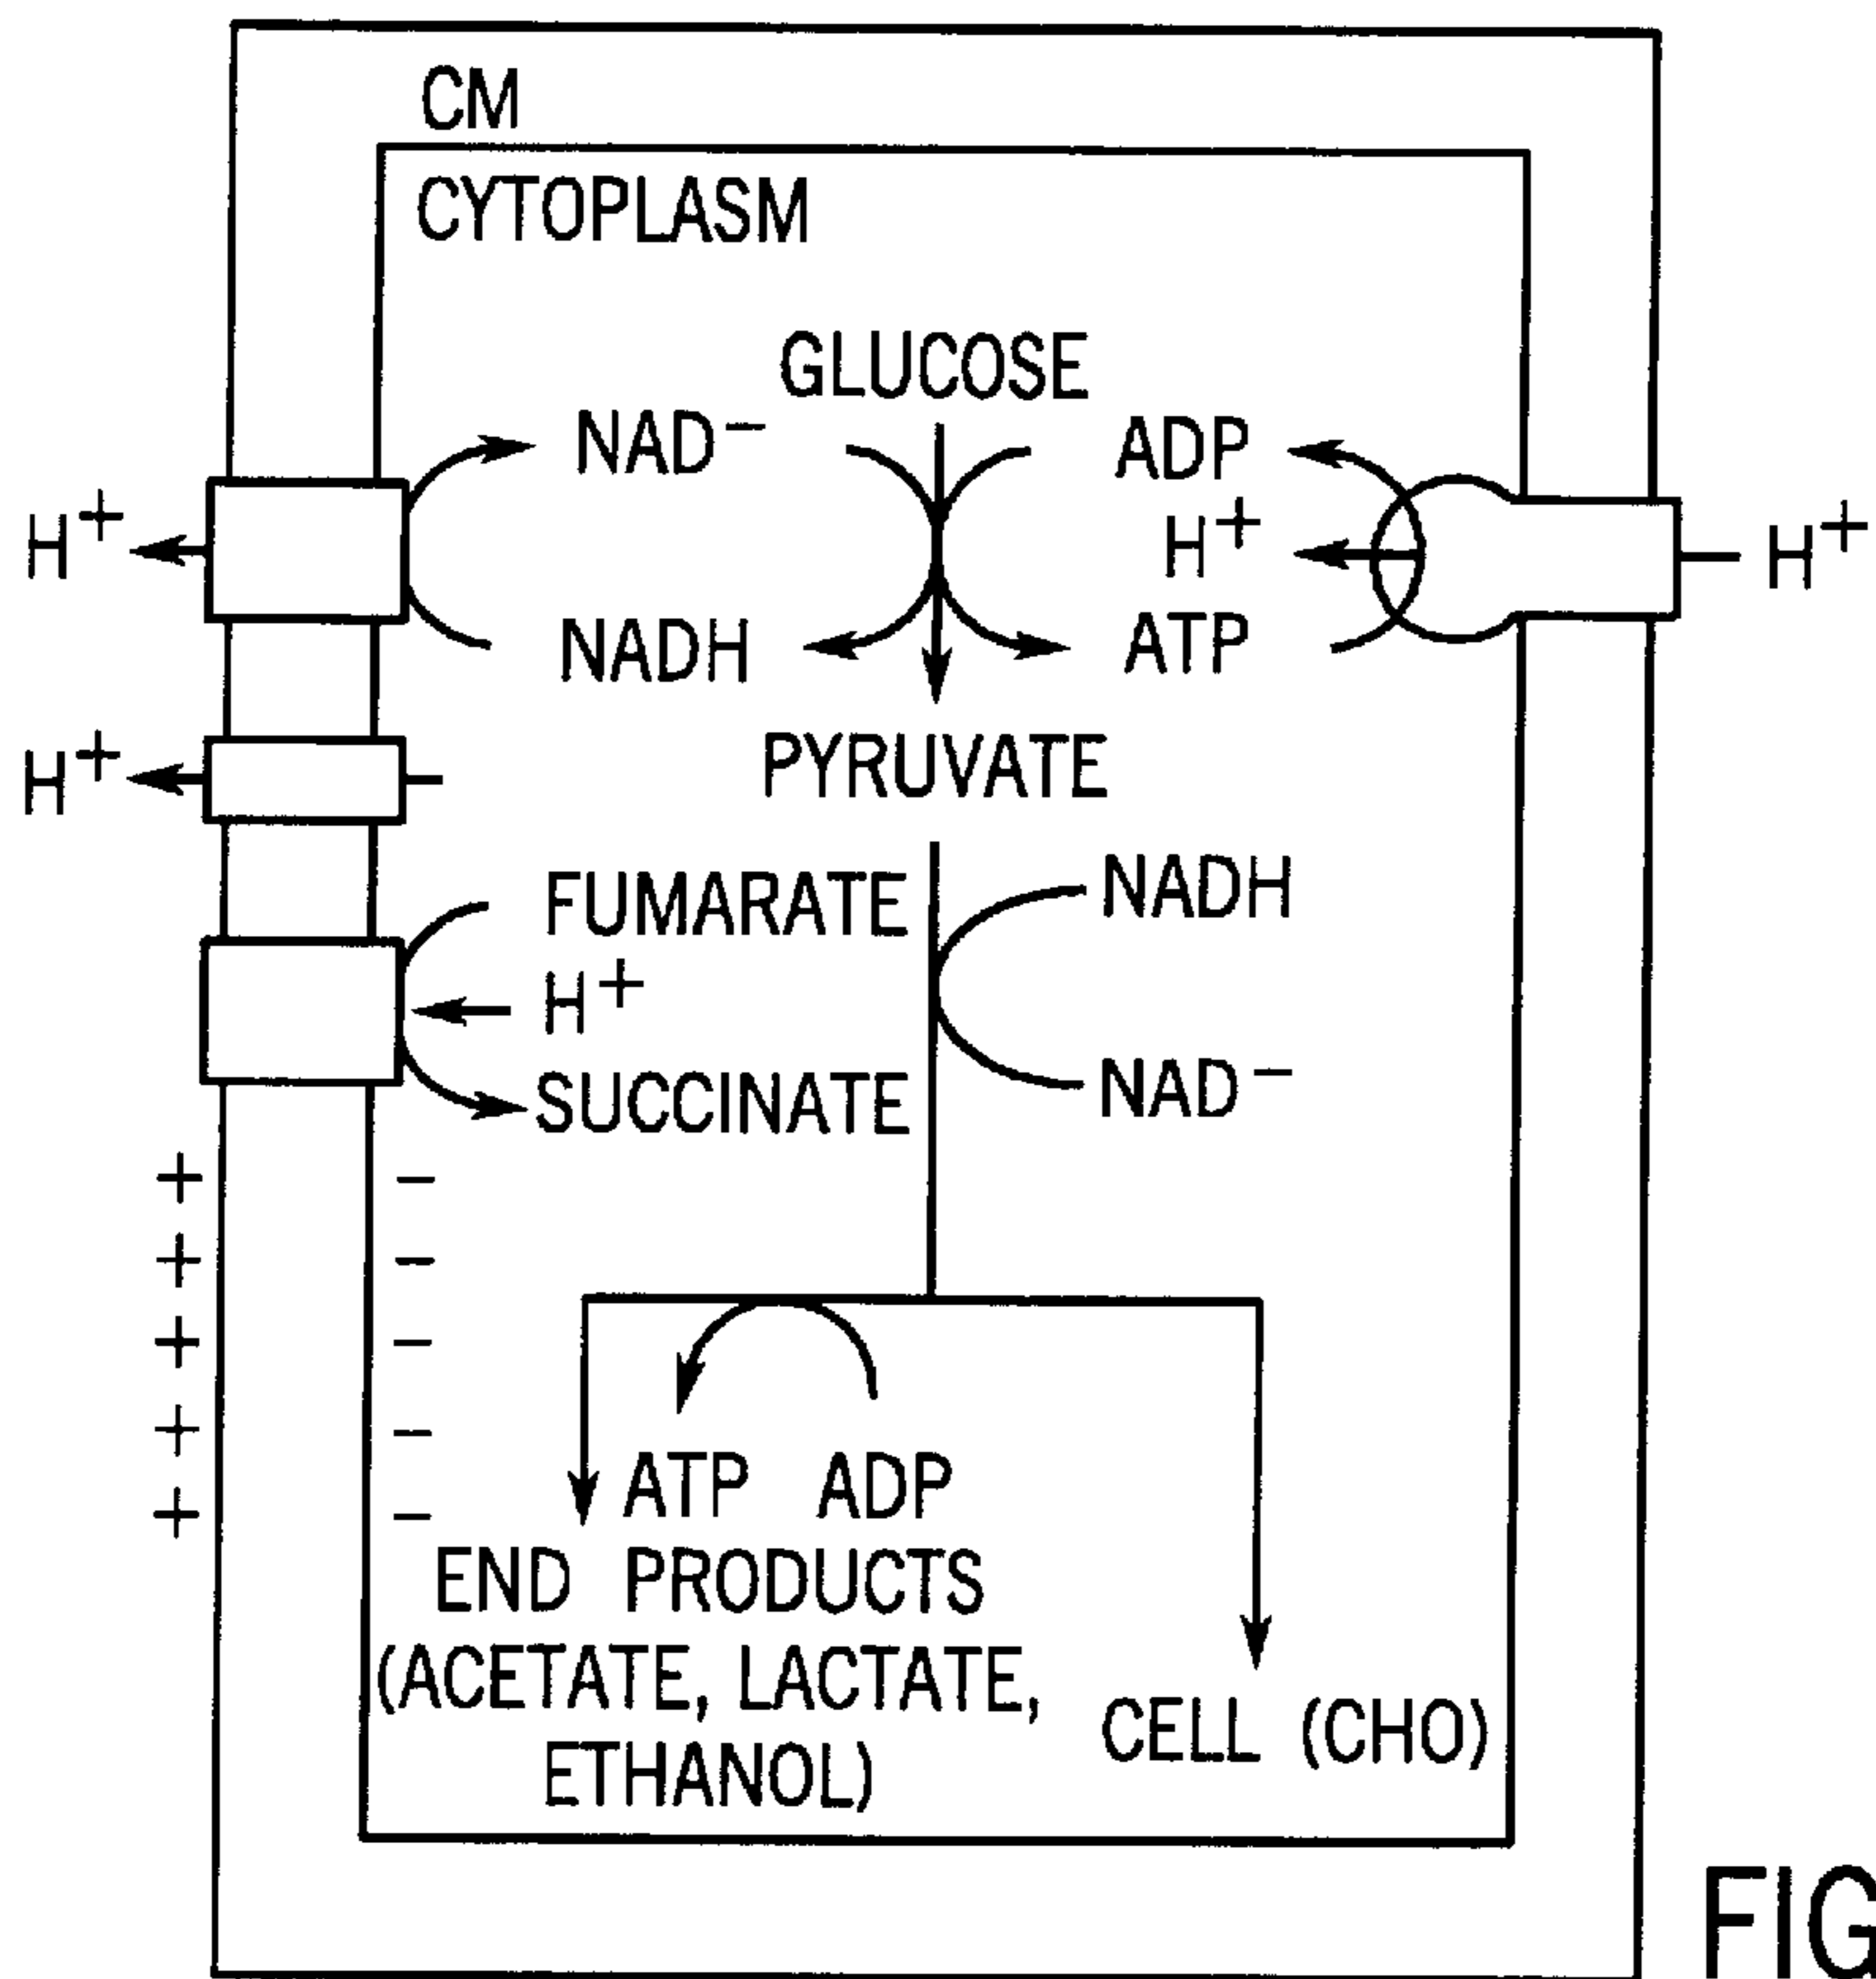 CM
CYTOPLASM
GLUCOSE
NAD−
ADP
H+
H+
H+
NADH
ATP
H+
PYRUVATE
FUMARATE
NADH
H+
SUCCINATE
NAD−
+ −
+ −
+ −
+ −
+ −
ATP ADP
END PRODUCTS
(ACETATE, LACTATE,
ETHANOL)
CELL (CHO)
FIG